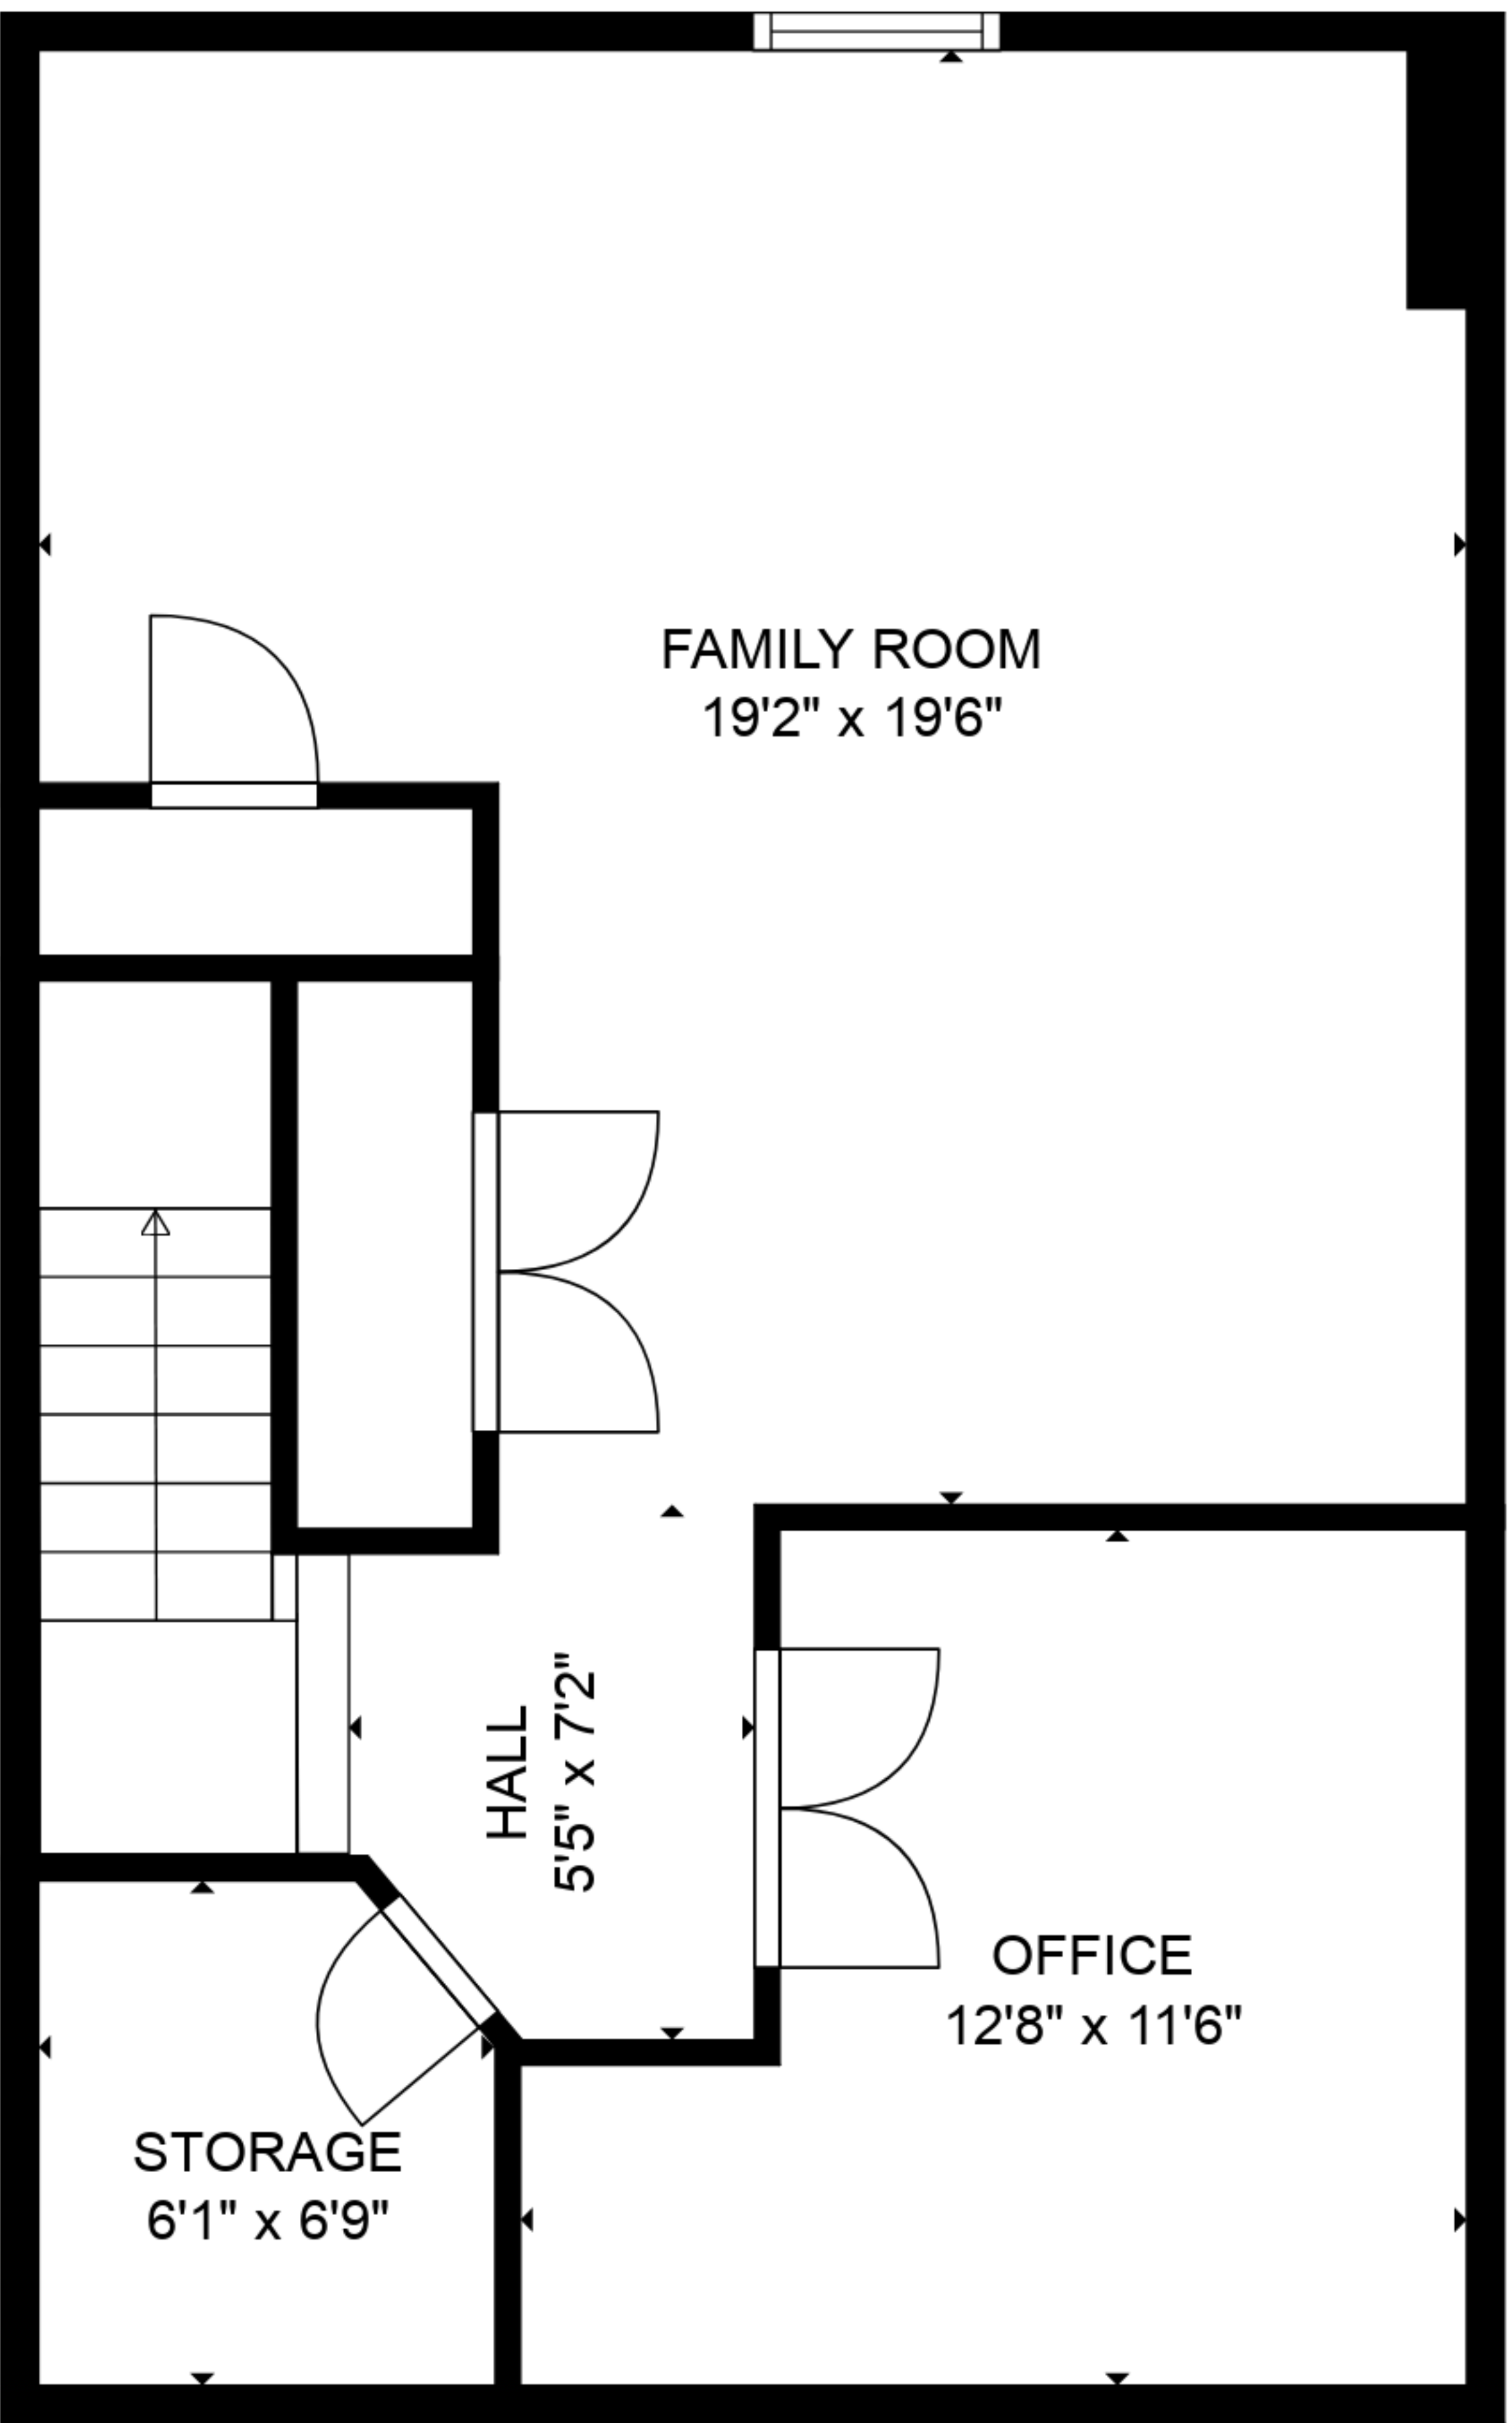 FAMILY ROOM
19'2" x 19'6"
HALL
5'5" x 7'2"
OFFICE
12'8" x 11'6"
STORAGE
6'1" x 6'9"